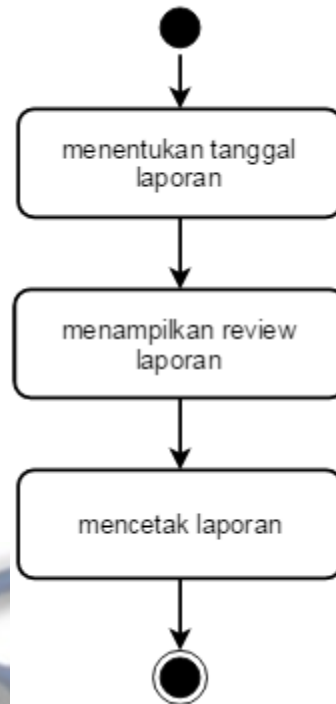 menentukan tanggal
laporan
menampilkan review
laporan
mencetak laporan